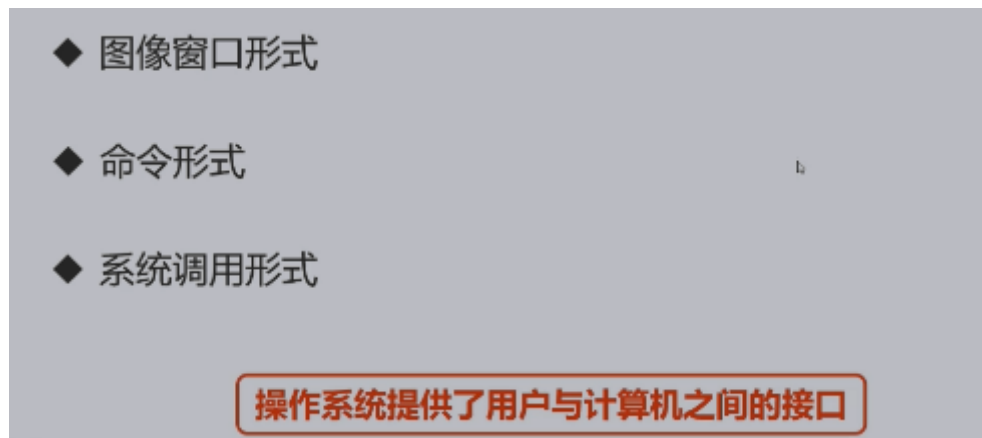 图像窗口形式
命令形式
系统调用形式
操作系统提供了用户与计算机之间的接口